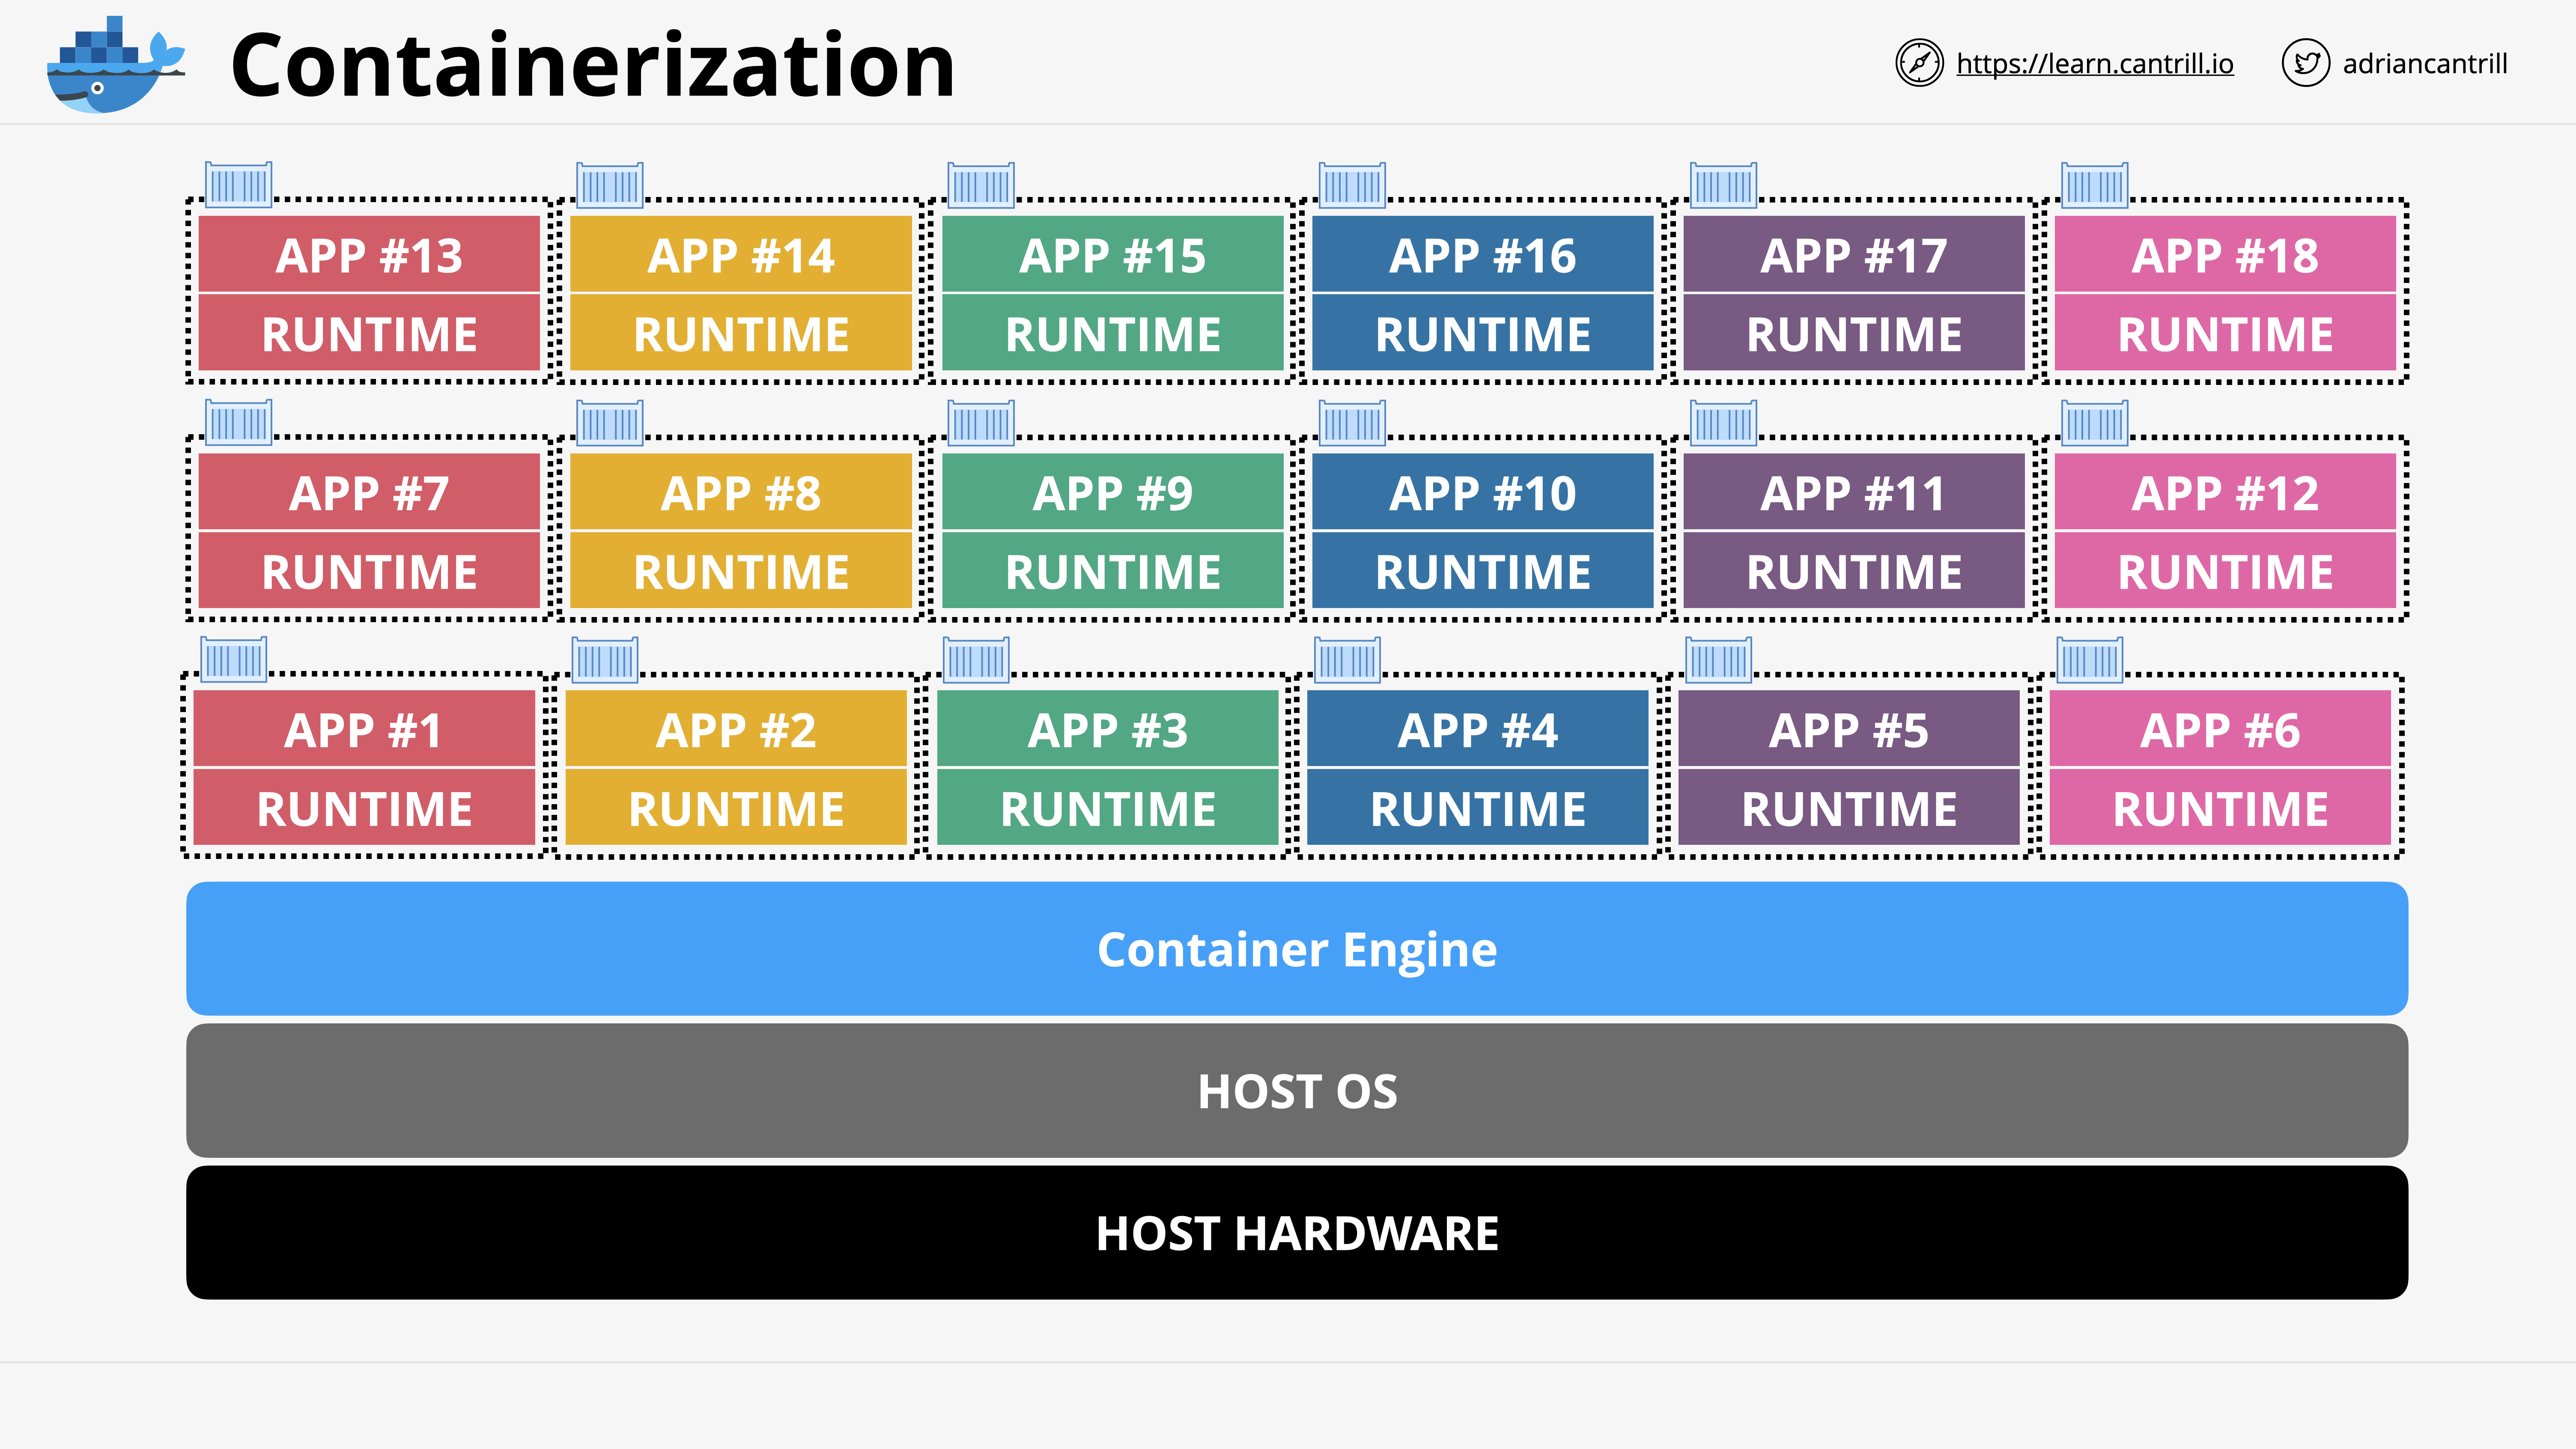 Containerization
https://learn.cantrill.io
adriancantrill
APP #13
RUNTIME
APP #14
RUNTIME
APP #15
RUNTIME
APP #16
RUNTIME
APP #17
RUNTIME
APP #18
RUNTIME
APP #7
RUNTIME
APP #8
RUNTIME
APP #9
RUNTIME
APP #10
RUNTIME
APP #11
RUNTIME
APP #12
RUNTIME
APP #1
RUNTIME
APP #2
RUNTIME
APP #3
RUNTIME
APP #4
RUNTIME
APP #5
RUNTIME
APP #6
RUNTIME
Container Engine
HOST OS
HOST HARDWARE